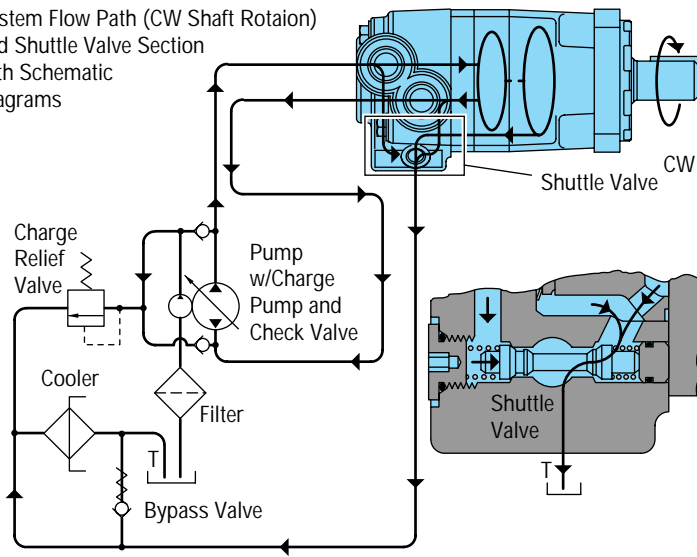 stem Flow Path (CW Shaft Rotaion)
d Shuttle Valve Section
th Schematic
agrams
CW
Shuttle Valve
Charge
Relief
Valve
Pump
w/Charge
Pump and
Check Valve
Cooler
Filter
Shuttle
Valve
T
T
Bypass Valve